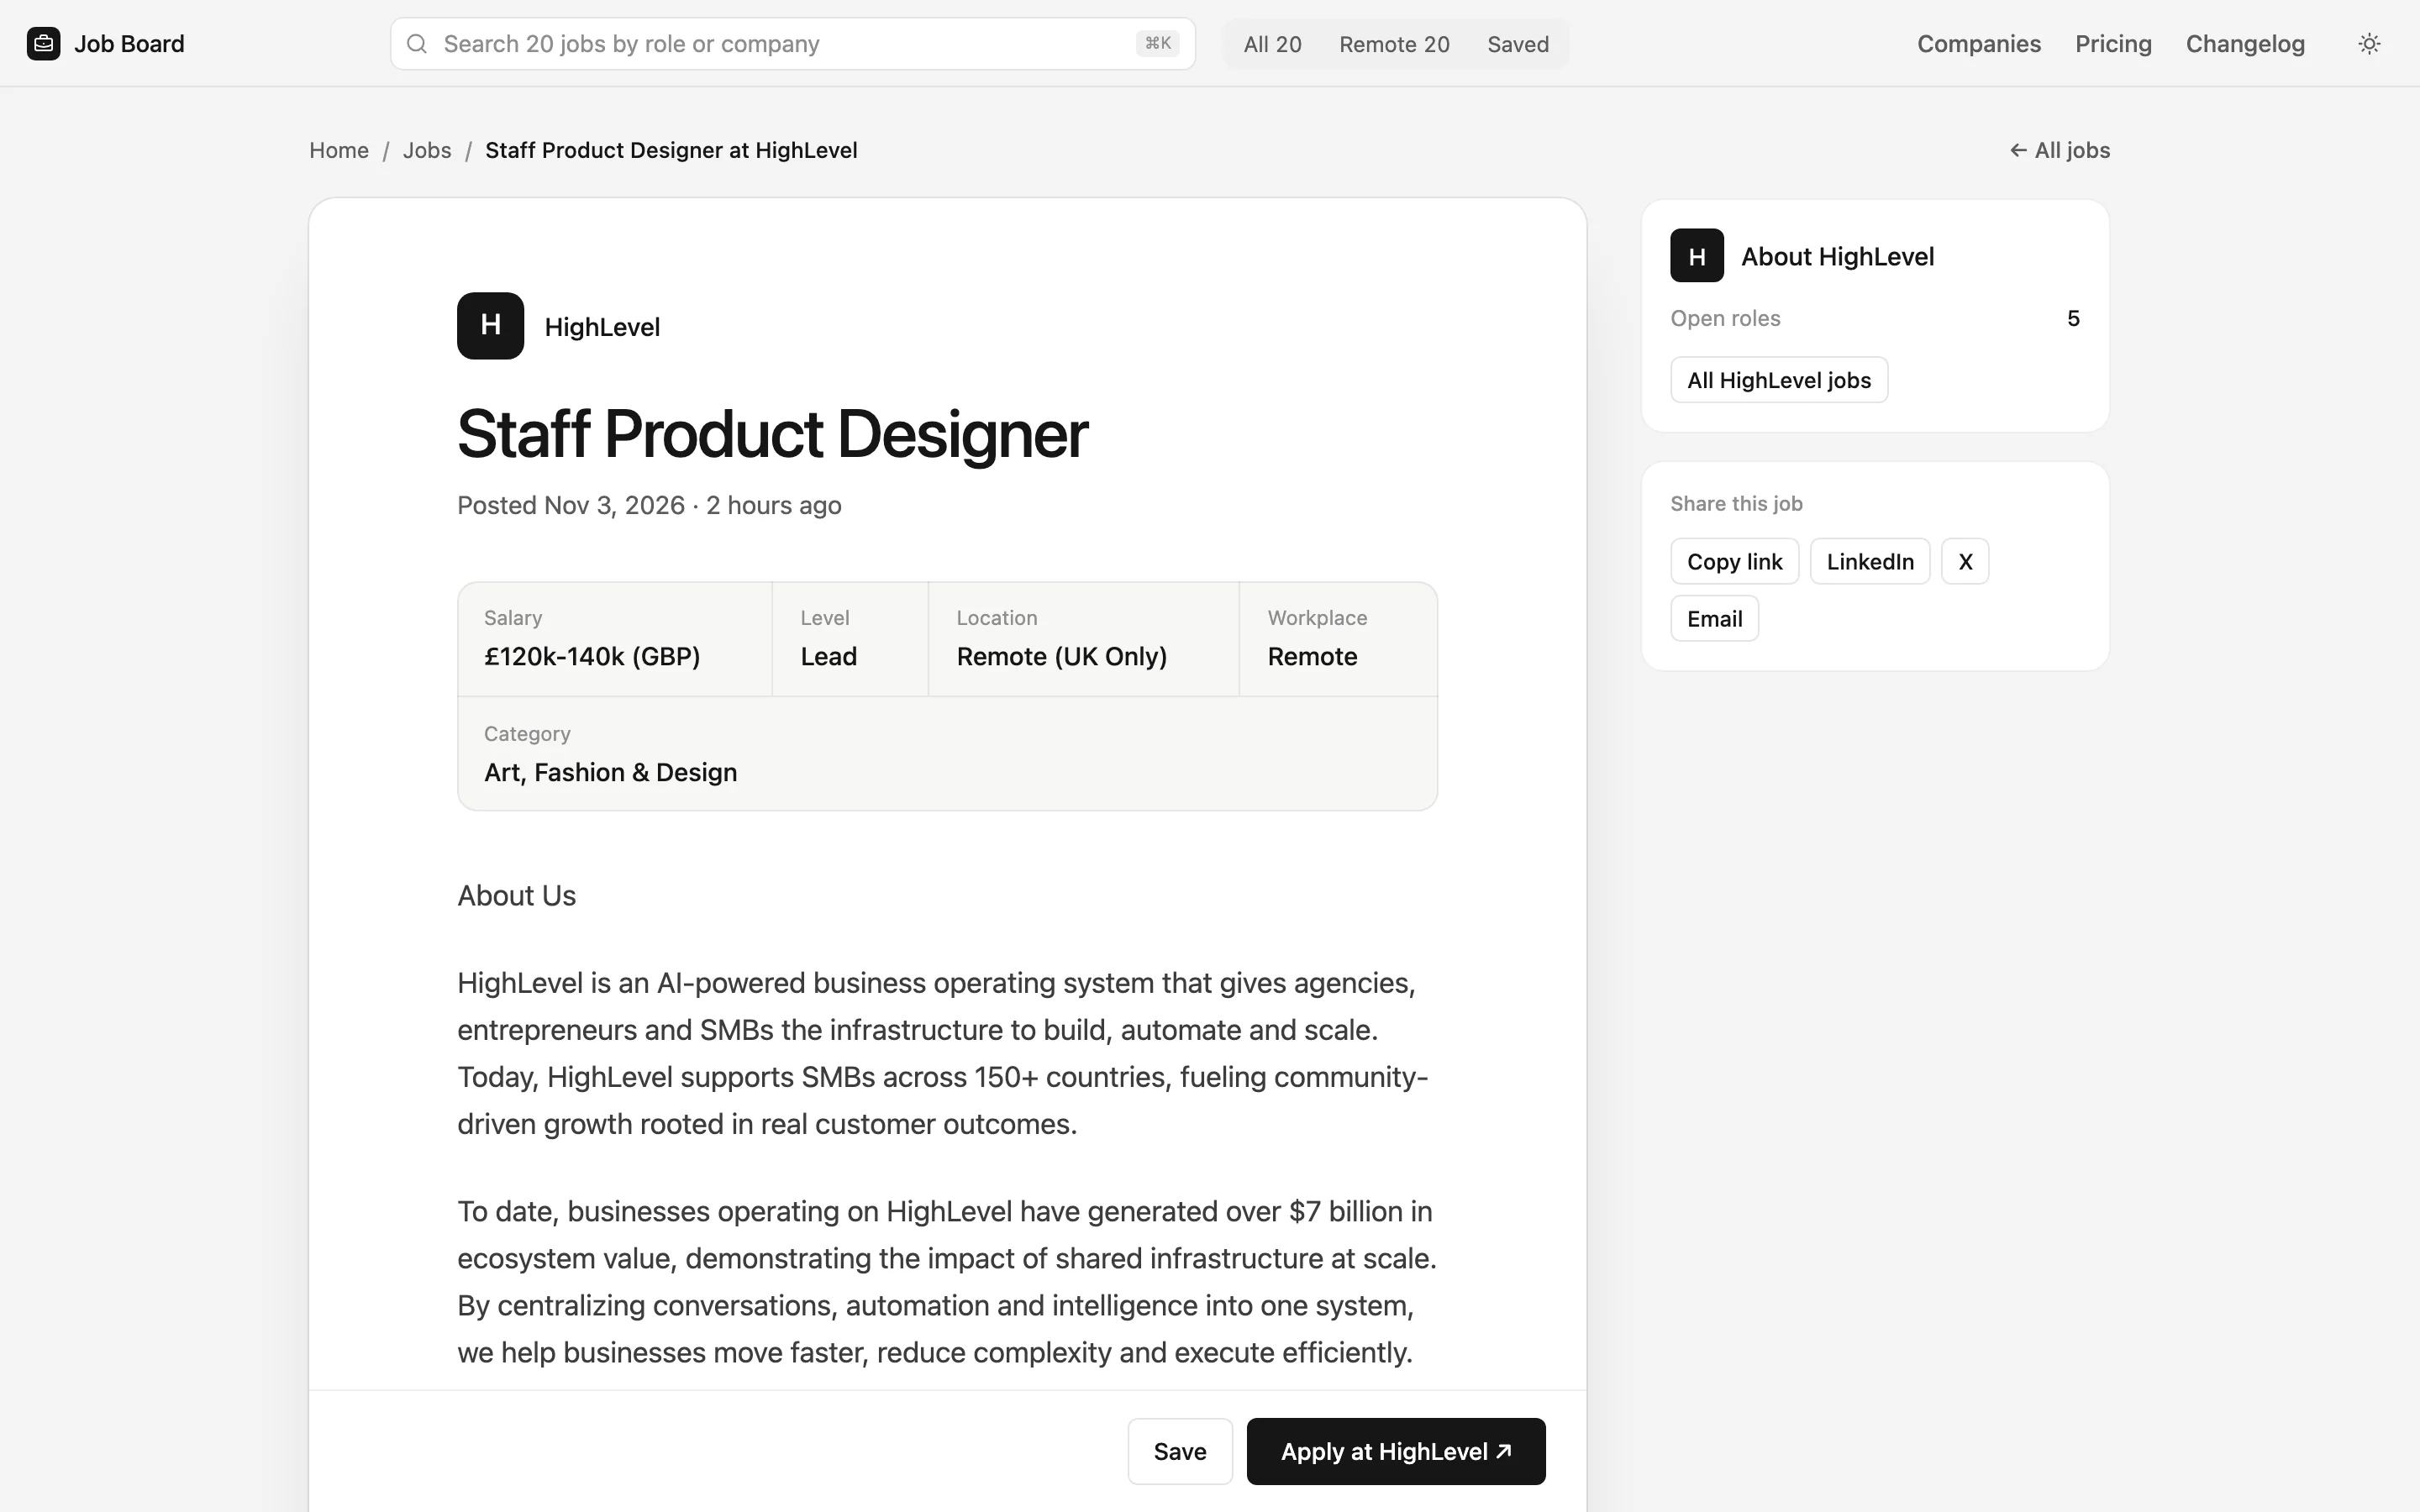 Job Board
Search 20 jobs by role or company
⌘K
All 20
Remote 20
Saved
Companies
Pricing
Changelog
Home / Jobs / Staff Product Designer at HighLevel
← All jobs
H
HighLevel
Staff Product Designer
Posted Nov 3, 2026 · 2 hours ago
Salary
£120k-140k (GBP)
Level
Lead
Location
Remote (UK Only)
Workplace
Remote
Category
Art, Fashion & Design
About Us
HighLevel is an AI-powered business operating system that gives agencies,
entrepreneurs and SMBs the infrastructure to build, automate and scale.
Today, HighLevel supports SMBs across 150+ countries, fueling community-
driven growth rooted in real customer outcomes.
To date, businesses operating on HighLevel have generated over $7 billion in
ecosystem value, demonstrating the impact of shared infrastructure at scale.
By centralizing conversations, automation and intelligence into one system,
we help businesses move faster, reduce complexity and execute efficiently.
Save
Apply at HighLevel ↗
H
About HighLevel
Open roles
5
All HighLevel jobs
Share this job
Copy link
LinkedIn
X
Email